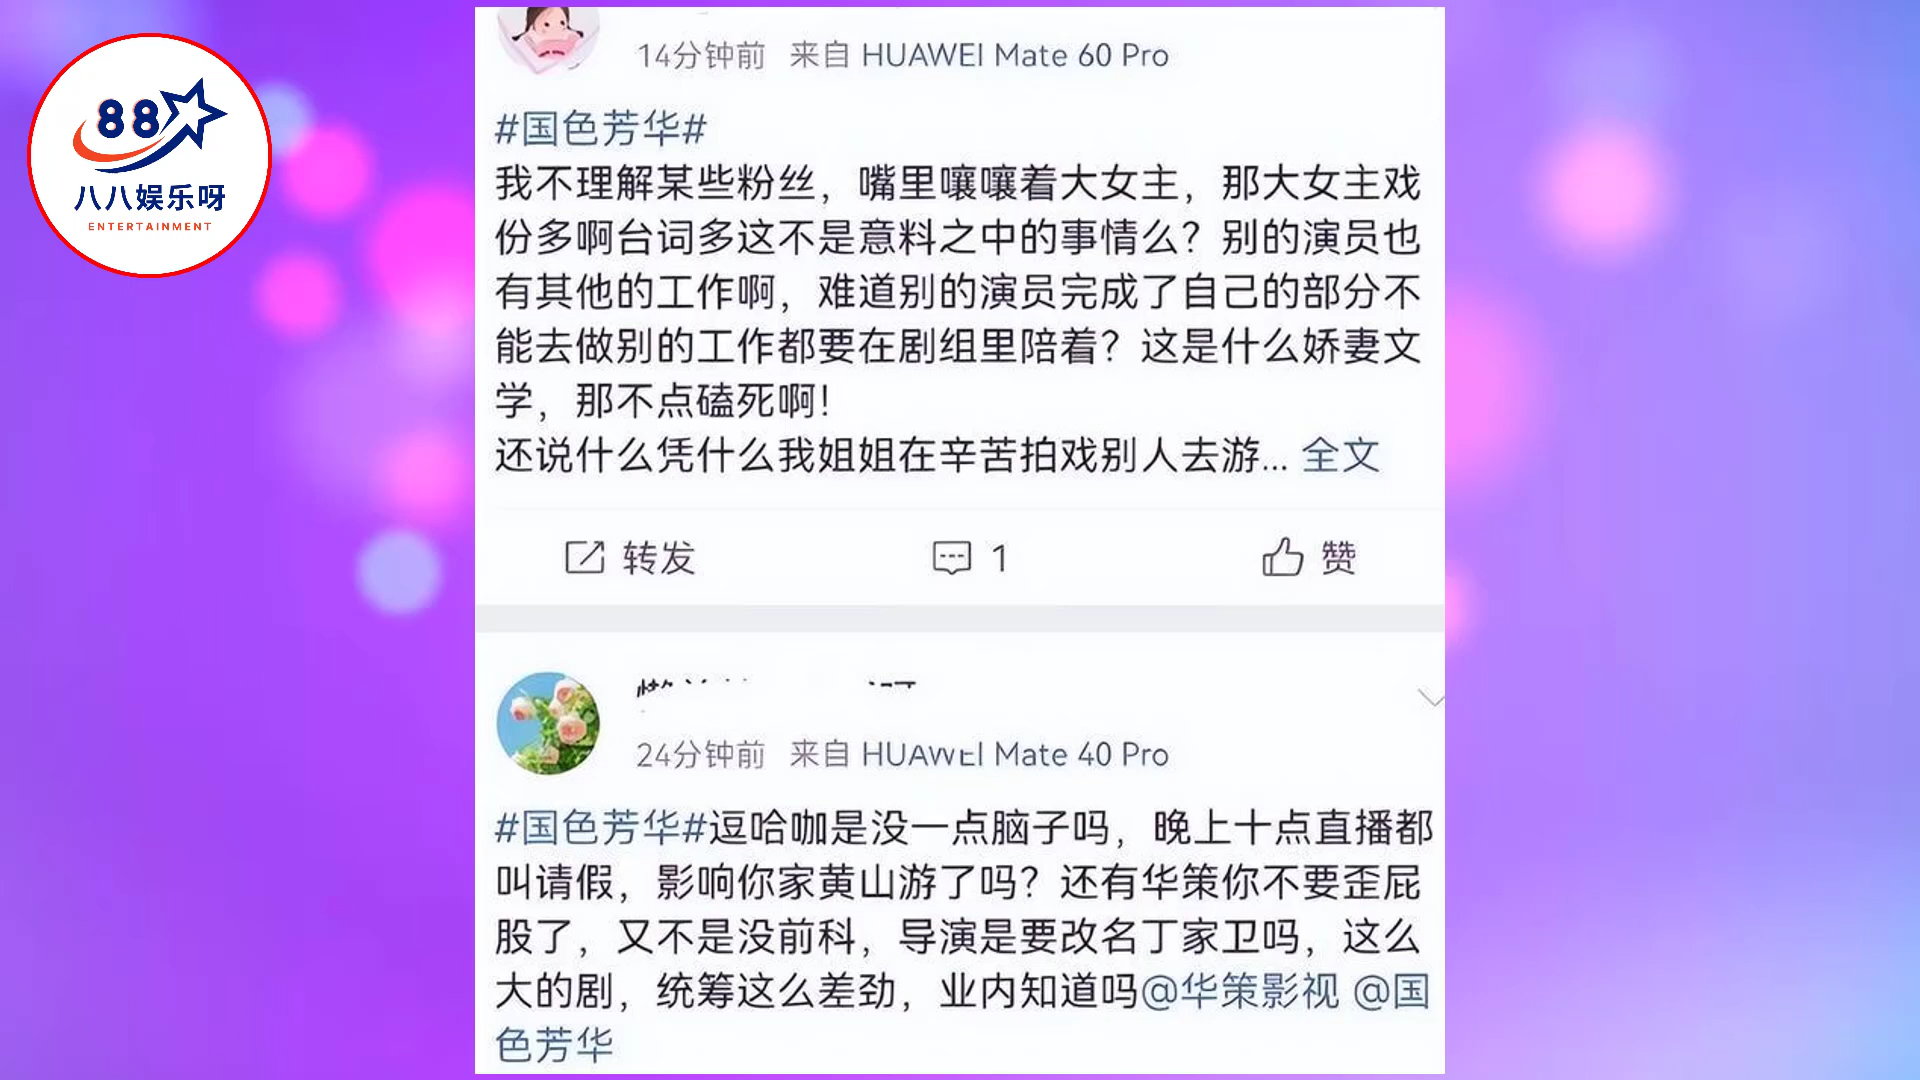 88
八八娱乐呀
ENTERTAINMENT
14分钟前 来自 HUAWEI Mate 60 Pro
#国色芳华#
我不理解某些粉丝，嘴里嚷嚷着大女主，那大女主戏
份多啊台词多这不是意料之中的事情么？别的演员也
有其他的工作啊，难道别的演员完成了自己的部分不
能去做别的工作都要在剧组里陪着？这是什么娇妻文
学，那不点磕死啊！
还说什么凭什么我姐姐在辛苦拍戏别人去游... 全文
转发 1 赞
24分钟前 来自 HUAWEI Mate 40 Pro
#国色芳华#逗哈咖是没一点脑子吗，晚上十点直播都
叫请假，影响你家黄山游了吗？还有华策你不要歪屁
股了，又不是没前科，导演是要改名丁家卫吗，这么
大的剧，统筹这么差劲，业内知道吗@华策影视 @国
色芳华